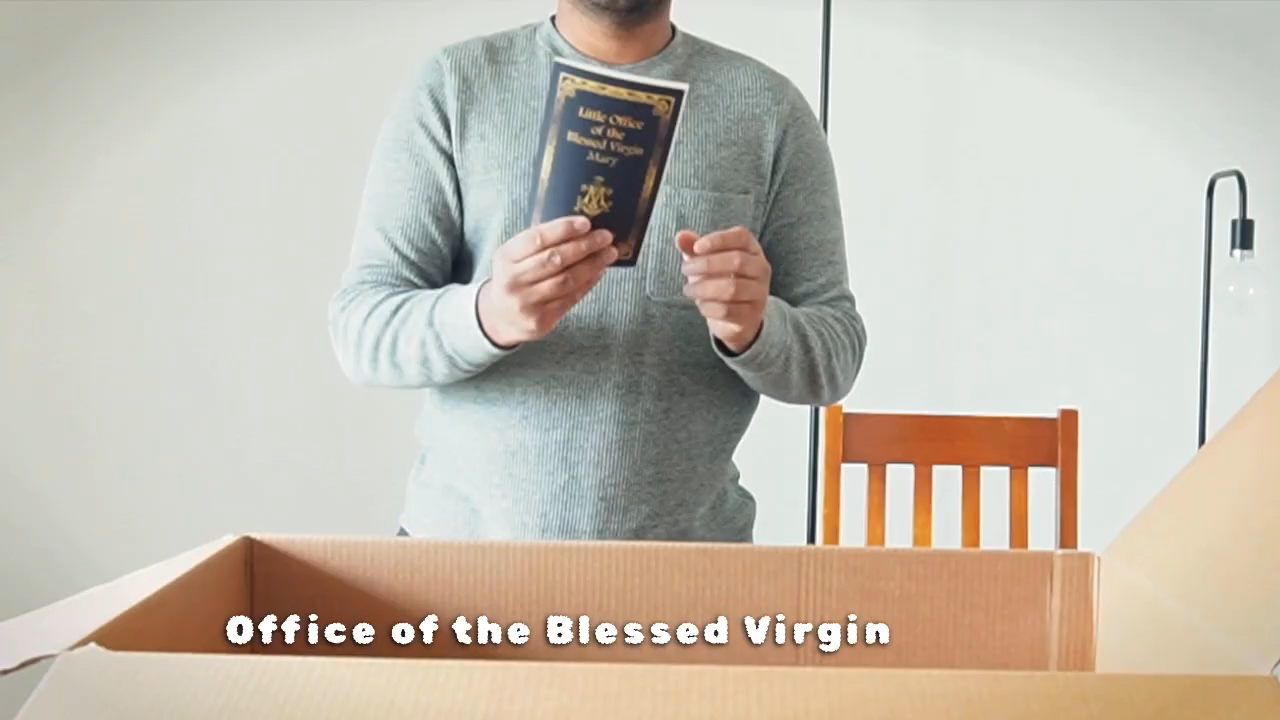 Little Office
of the
Blessed Virgin
Mary
Office of the Blessed Virgin